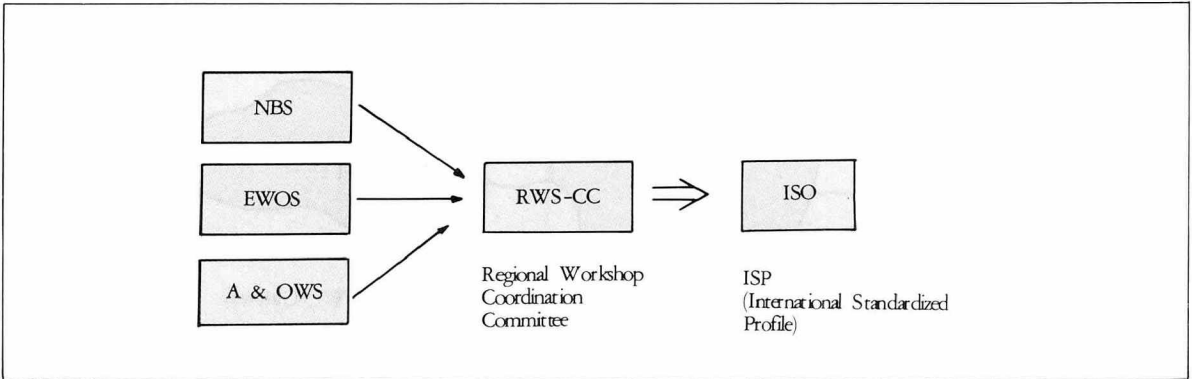 NBS
EWOS
A & OWS
RWS-CC
Regional Workshop
Coordination
Committee
ISO
ISP
(International Standardized
Profile)